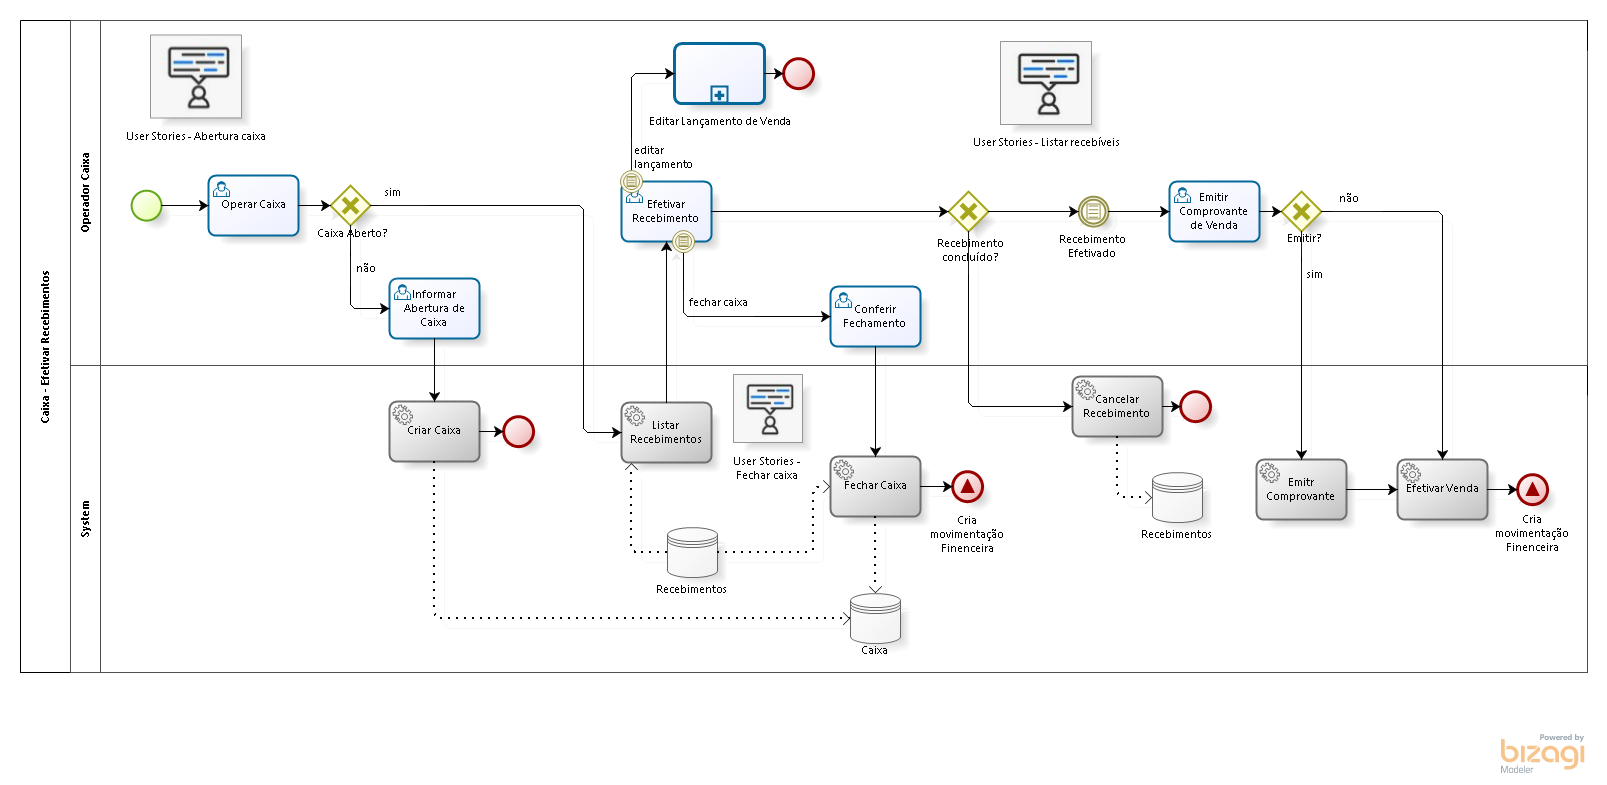 Caixa - Efetivar Recebimentos
Operador Caixa
System
User Stories - Abertura caixa
Operar Caixa
Caixa Aberto?
sim
não
Informar
Abertura de
Caixa
Criar Caixa
Editar Lançamento de Venda
editar
lançamento
Efetivar
Recebimento
fechar caixa
Listar
Recebimentos
User Stories -
Fechar caixa
Recebimentos
Conferir
Fechamento
Fechar Caixa
Cria
movimentação
Finenceira
Caixa
User Stories - Listar recebíveis
Recebimento
concluído?
Recebimento
Efetivado
Cancelar
Recebimento
Recebimentos
Emitir
Comprovante
de Venda
Emitir?
não
sim
Emitr
Comprovante
Efetivar Venda
Cria
movimentação
Finenceira
Powered by
bizagi
Modeler